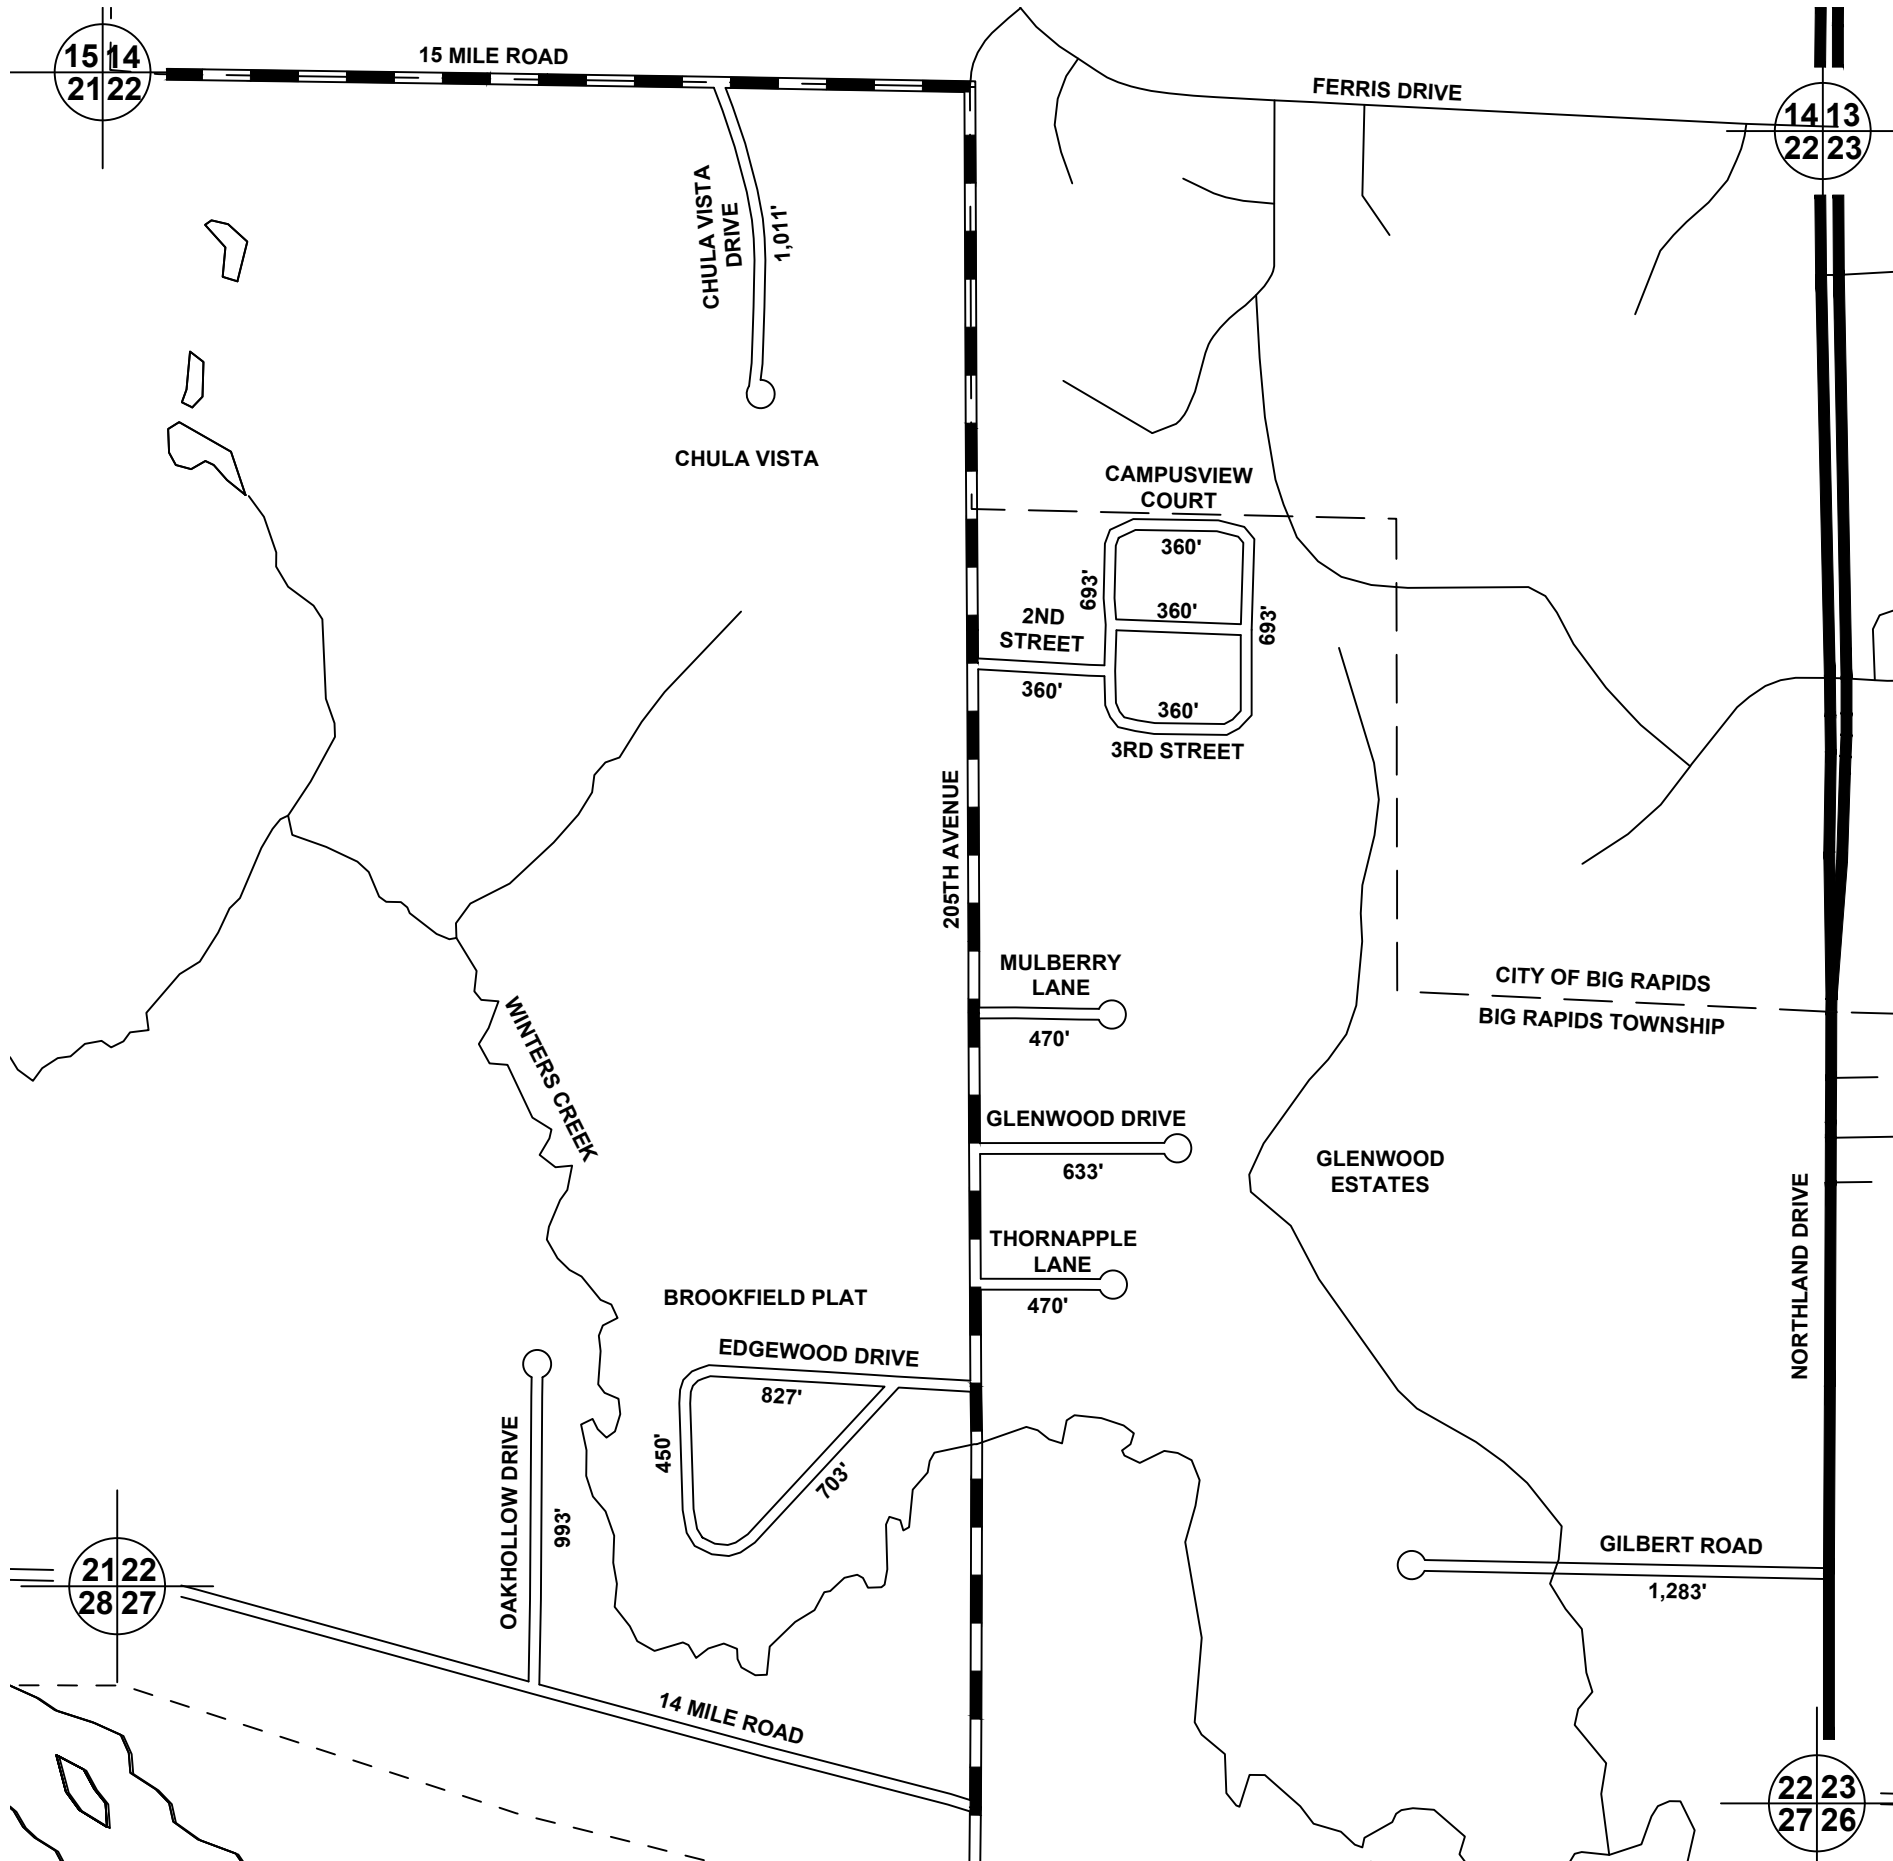 15 14
21 22
15 MILE ROAD
FERRIS DRIVE
14 13
22 23
CHULA VISTA
DRIVE
1,011'
CHULA VISTA
CAMPUSVIEW
COURT
360'
693'
360'
693'
2ND
STREET
360'
360'
3RD STREET
205TH AVENUE
MULBERRY
LANE
470'
CITY OF BIG RAPIDS
BIG RAPIDS TOWNSHIP
WINTERS CREEK
GLENWOOD DRIVE
633'
GLENWOOD
ESTATES
NORTHLAND DRIVE
THORNAPPLE
LANE
470'
BROOKFIELD PLAT
EDGEWOOD DRIVE
827'
450'
703'
OAKHOLLOW DRIVE
993'
GILBERT ROAD
1,283'
21 22
28 27
14 MILE ROAD
22 23
27 26